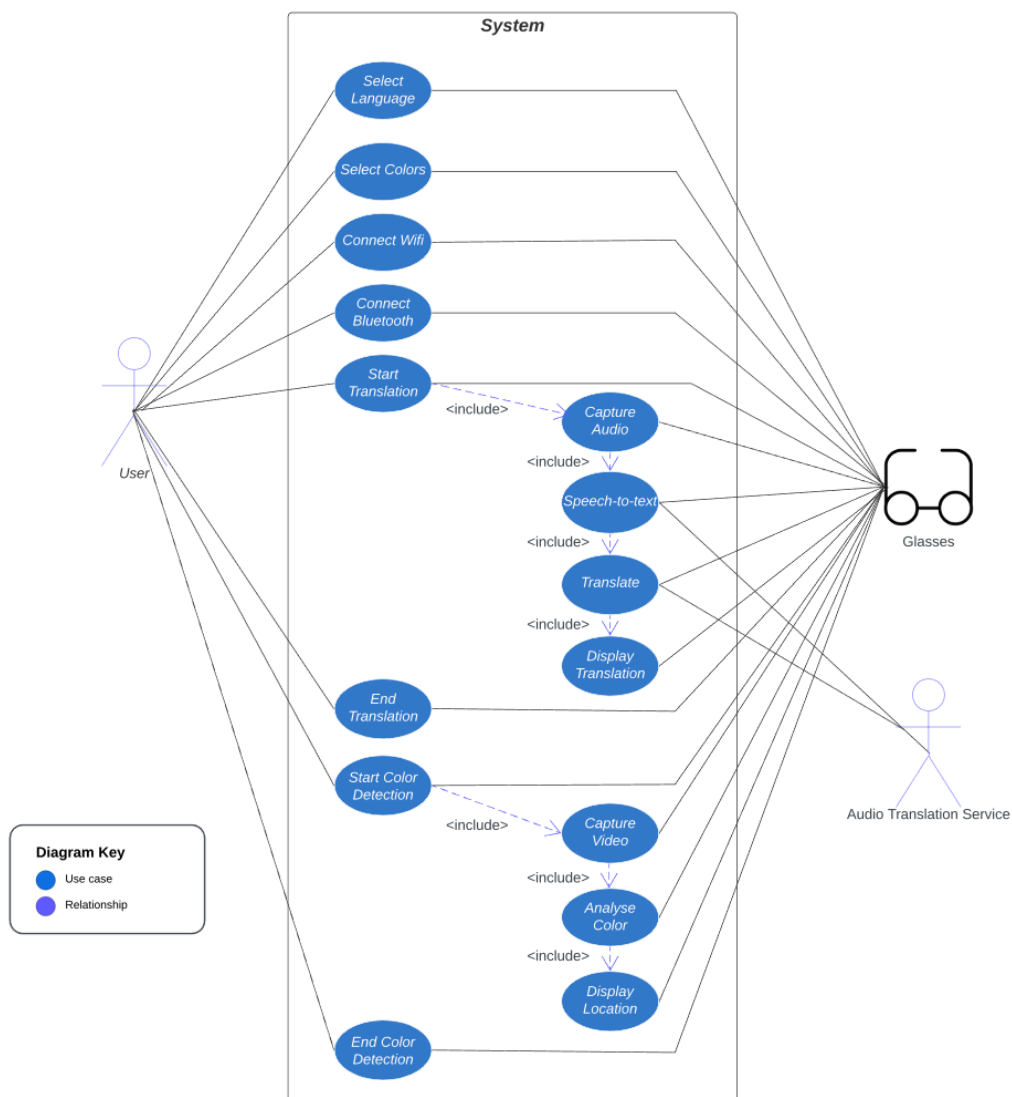 System
Select
Language
Select Colors
Connect Wifi
Connect
Bluetooth
Start
Translation
<include>
Capture
Audio
<include>
User
Speech-to-text
<include>
Glasses
Translate
<include>
Display
Translation
End
Translation
Start Color
Detection
<include>
Capture
Video
Audio Translation Service
Diagram Key
Use case
Relationship
<include>
Analyse
Color
<include>
Display
Location
End Color
Detection